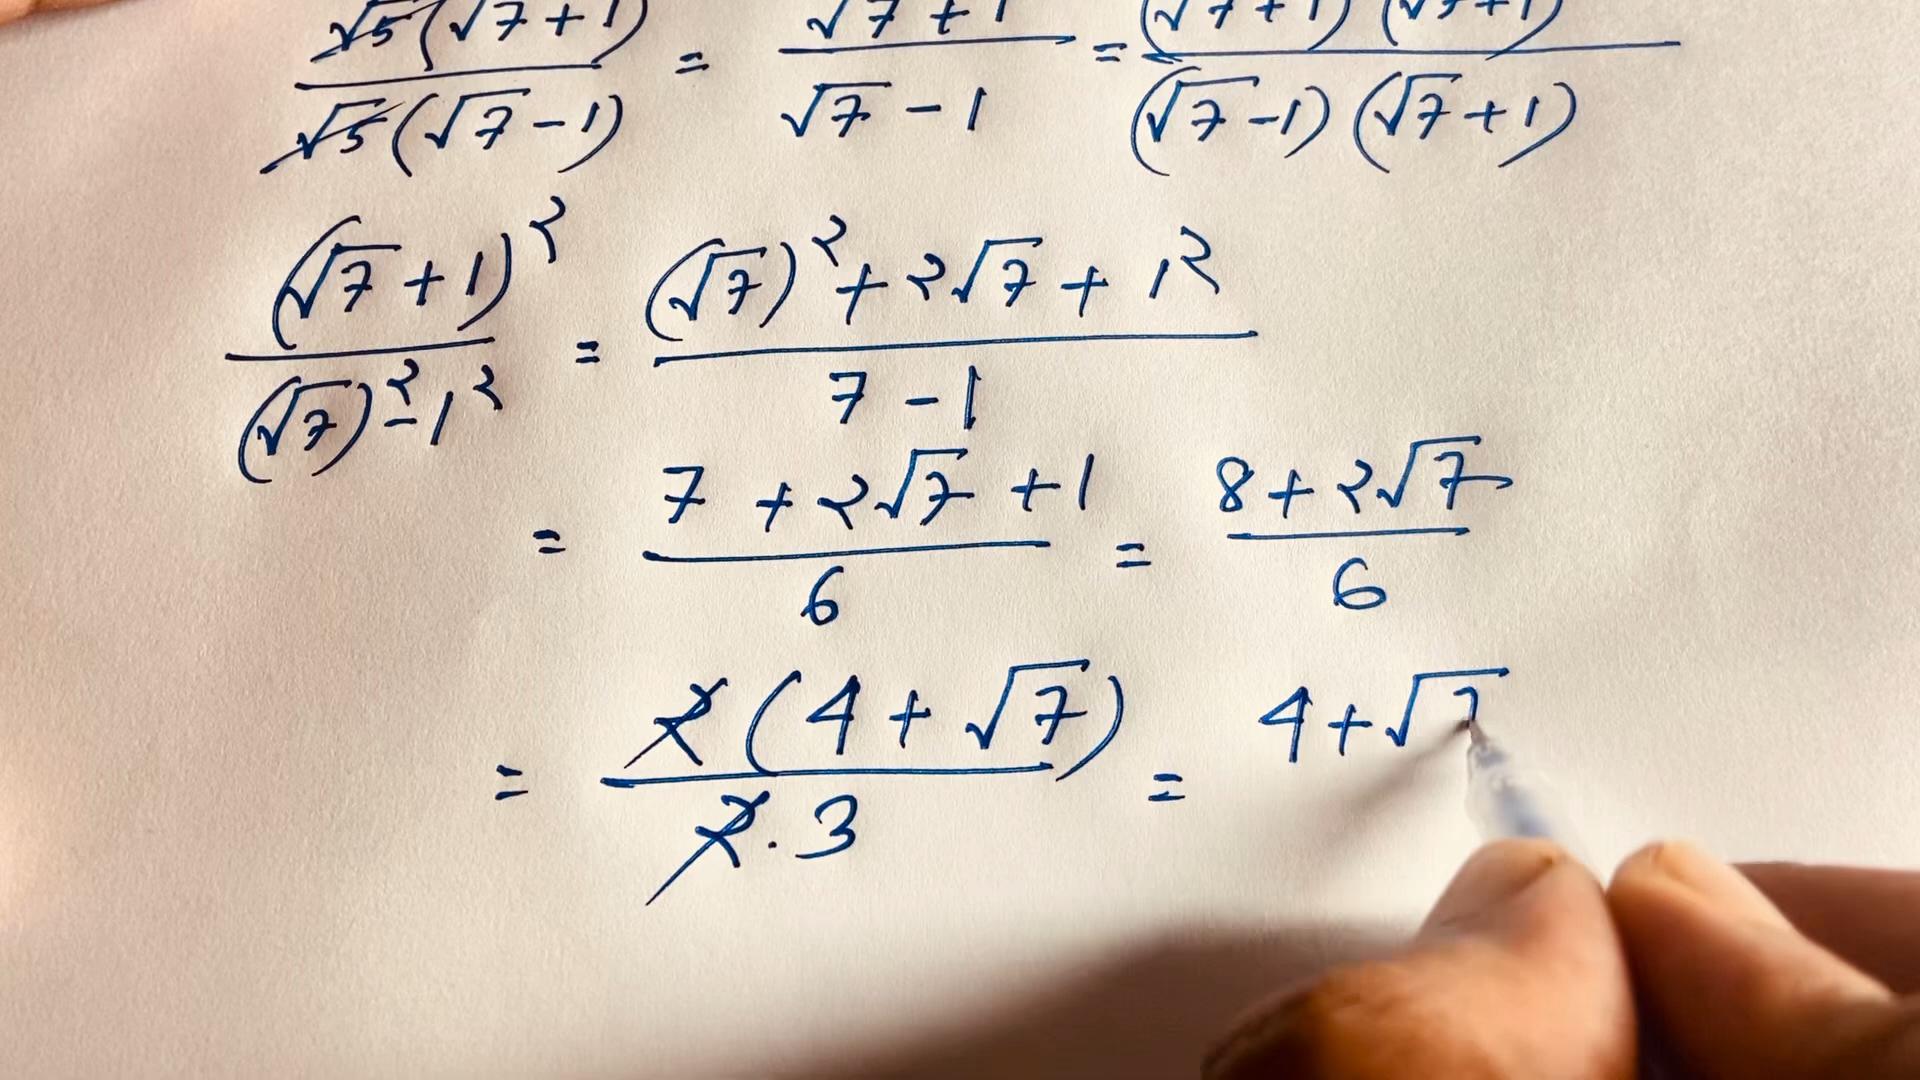 √5(√7+1)/√5(√7-1) = √7+1/√7-1 = (√7+1)(√7+1)/(√7-1)(√7+1)
(√7+1)²/(√7)²-1² = (√7)²+2√7+1²/7-1
= 7+2√7+1/6 = 8+2√7/6
= 2(4+√7)/2.3 = 4+√7